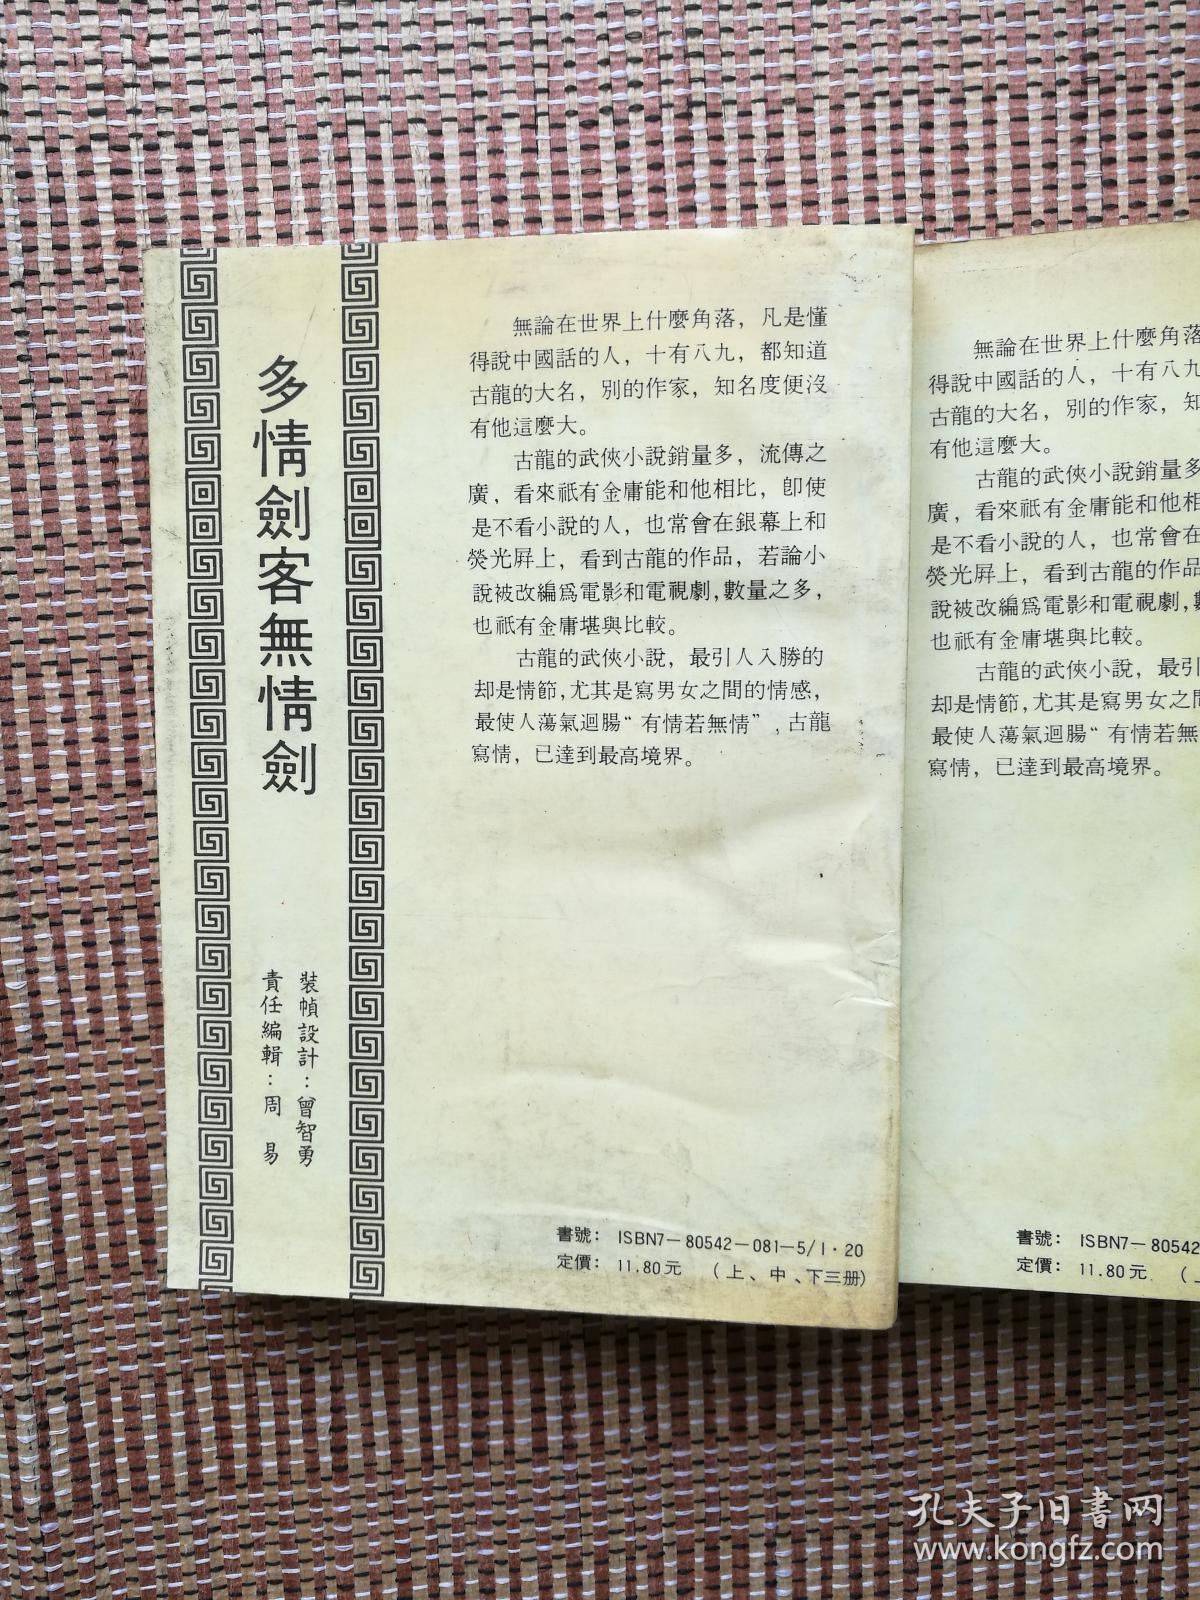 多情劍客無情劍
裝幀設計：曾智勇
責任編輯：周 易
無論在世界上什麼角落，凡是懂
得說中國話的人，十有八九，都知道
古龍的大名，別的作家，知名度便沒
有他這麼大。
古龍的武俠小說銷量多，流傳之
廣，看來祇有金庸能和他相比，卽使
是不看小說的人，也常會在銀幕上和
熒光屛上，看到古龍的作品，若論小
說被改編爲電影和電視劇，數量之多，
也祇有金庸堪與比較。
古龍的武俠小說，最引人入勝的
却是情節，尤其是寫男女之間的情感，
最使人蕩氣迴腸“有情若無情”，古龍
寫情，已達到最高境界。
書號：ISBN7—80542—081—5/I·20
定價：11.80元 （上、中、下三册）
無論在世界上什麼角落
得說中國話的人，十有八九
古龍的大名，別的作家，知
有他這麼大。
古龍的武俠小說銷量多
廣，看來祇有金庸能和他相
是不看小說的人，也常會在
熒光屛上，看到古龍的作品
說被改編爲電影和電視劇，數
也祇有金庸堪與比較。
古龍的武俠小說，最引
却是情節，尤其是寫男女之間
最使人蕩氣迴腸“有情若無
寫情，已達到最高境界。
書號：ISBN7—80542
定價：11.80元 （
孔夫子旧書网
www.kongfz.com